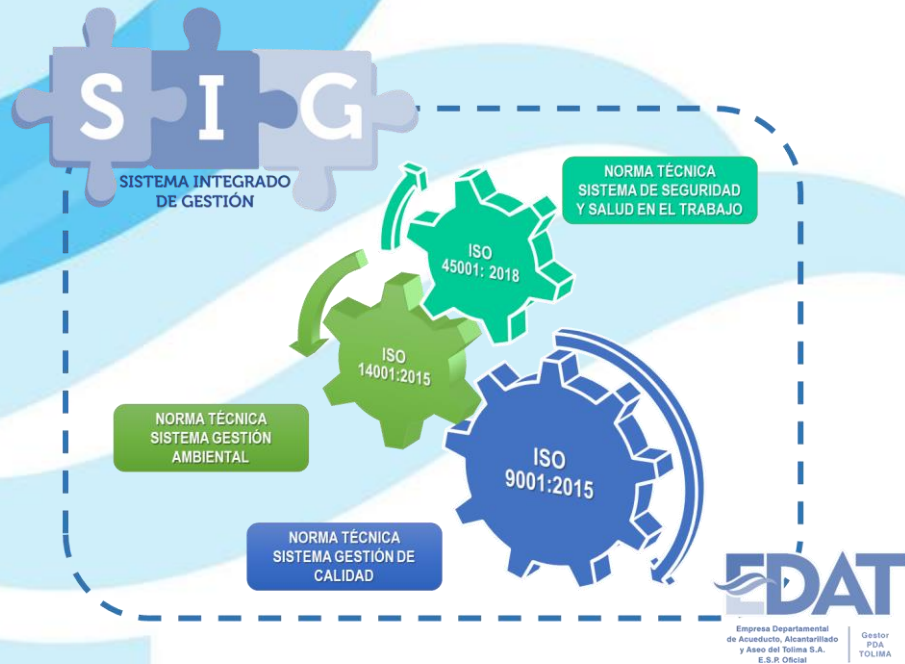 SIG
SISTEMA INTEGRADO
DE GESTIÓN
NORMA TÉCNICA
SISTEMA DE SEGURIDAD
Y SALUD EN EL TRABAJO
ISO
45001: 2018
ISO
14001:2015
NORMA TÉCNICA
SISTEMA GESTIÓN
AMBIENTAL
ISO
9001:2015
NORMA TÉCNICA
SISTEMA GESTIÓN DE
CALIDAD
EDAT
Empresa Departamental
de Acueducto, Alcantarillado
y Aseo del Tolima S.A.
E.S.P. Oficial
Gestor
PDA
TOLIMA